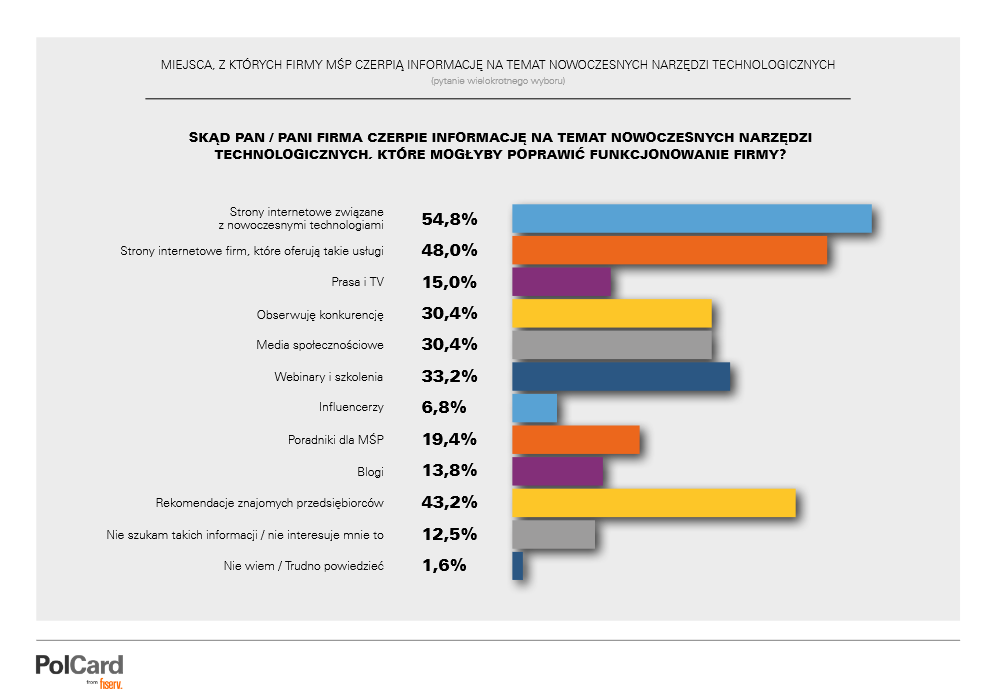 MIEJSCA, Z KTÓRYCH FIRMY MŚP CZERPIĄ INFORMACJĘ NA TEMAT NOWOCZESNYCH NARZĘDZI TECHNOLOGICZNYCH
(pytanie wielokrotnego wyboru)
SKĄD PAN / PANI FIRMA CZERPIE INFORMACJĘ NA TEMAT NOWOCZESNYCH NARZĘDZI
TECHNOLOGICZNYCH, KTÓRE MOGŁYBY POPRAWIĆ FUNKCJONOWANIE FIRMY?
Strony internetowe związane
z nowoczesnymi technologiami 54,8%
Strony internetowe firm, które oferują takie usługi 48,0%
Prasa i TV 15,0%
Obserwuję konkurencję 30,4%
Media społecznościowe 30,4%
Webinary i szkolenia 33,2%
Influencerzy 6,8%
Poradniki dla MŚP 19,4%
Blogi 13,8%
Rekomendacje znajomych przedsiębiorców 43,2%
Nie szukam takich informacji / nie interesuje mnie to 12,5%
Nie wiem / Trudno powiedzieć 1,6%
PolCard
from fiserv.